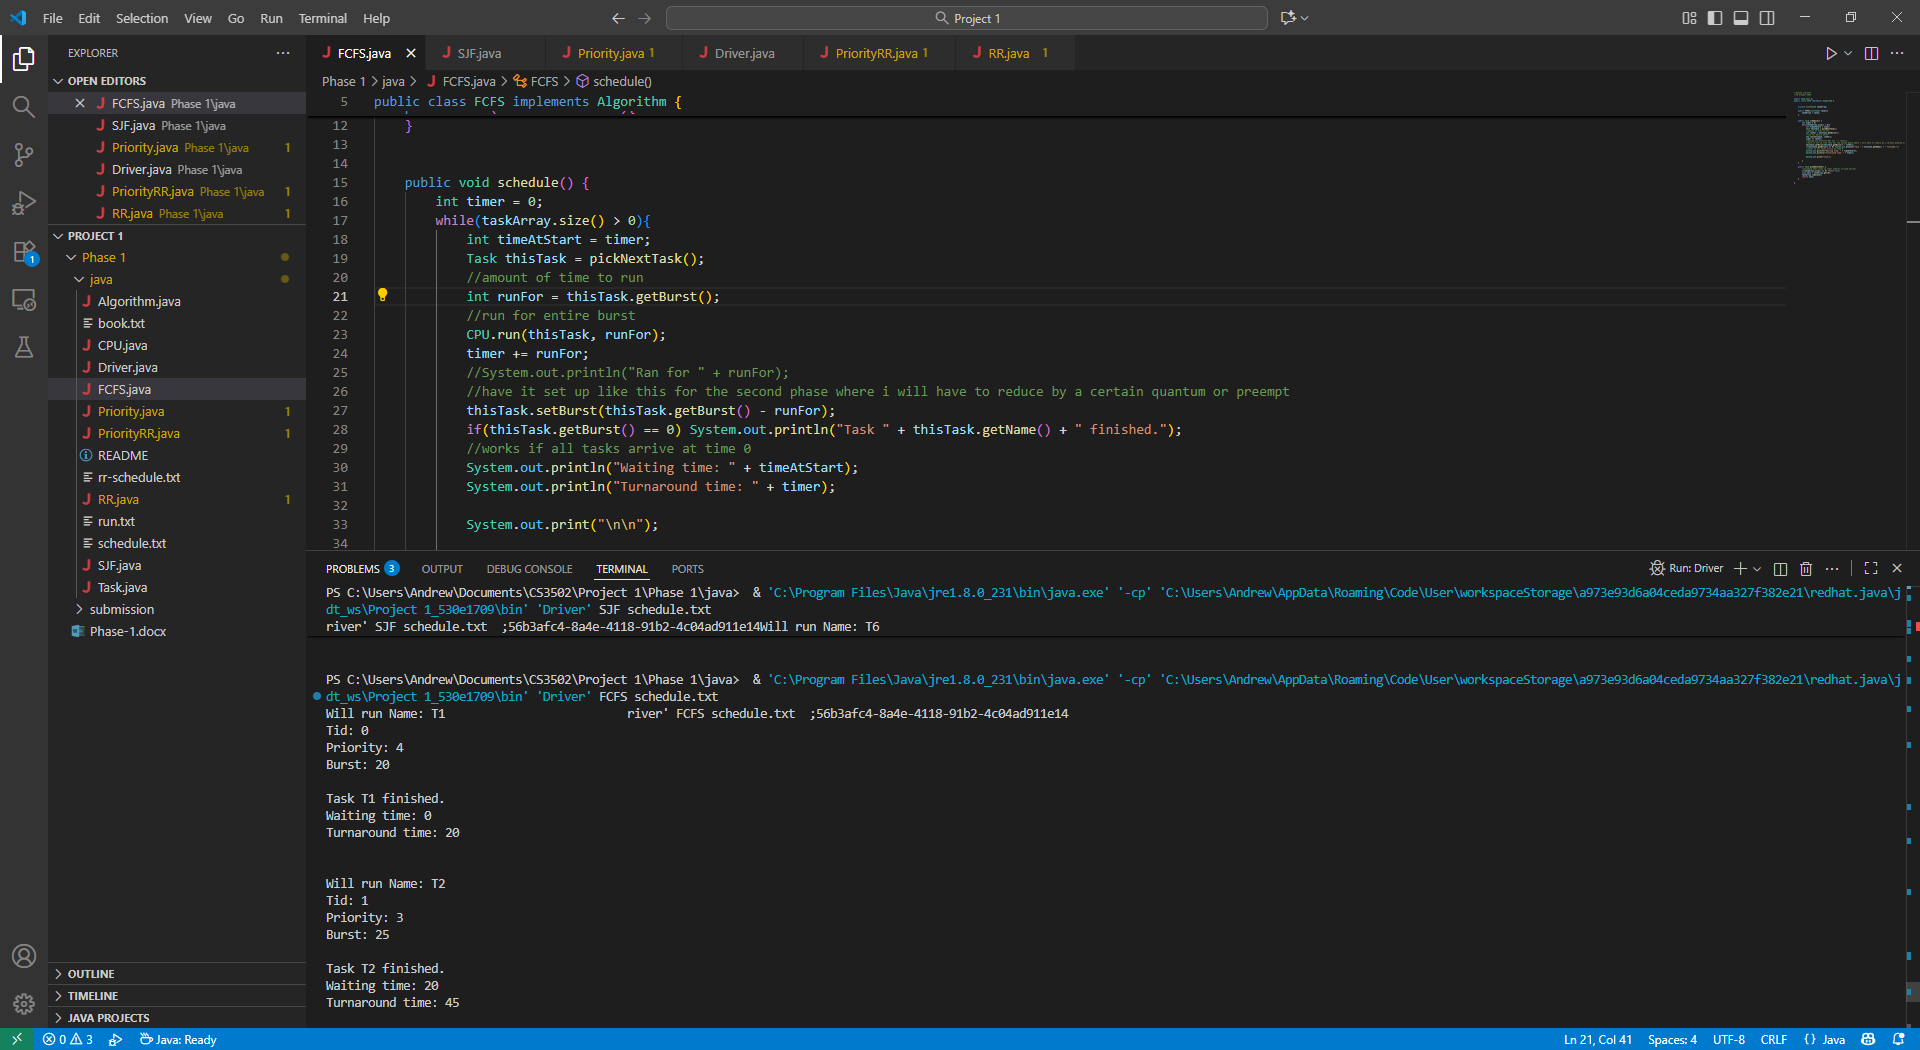 File Edit Selection View Go Run Terminal Help
Project 1
EXPLORER
OPEN EDITORS
FCFS.java Phase 1\java
SJF.java Phase 1\java
Priority.java Phase 1\java 1
Driver.java Phase 1\java
PriorityRR.java Phase 1\java 1
RR.java Phase 1\java 1
PROJECT 1
Phase 1
java
Algorithm.java
book.txt
CPU.java
Driver.java
FCFS.java
Priority.java 1
PriorityRR.java 1
README
rr-schedule.txt
RR.java 1
run.txt
schedule.txt
SJF.java
Task.java
submission
Phase-1.docx
OUTLINE
TIMELINE
JAVA PROJECTS
1
FCFS.java SJF.java Priority.java 1 Driver.java PriorityRR.java 1 RR.java 1
Phase 1 > java > FCFS.java > FCFS > schedule()
5 public class FCFS implements Algorithm {
12 }
13
14
15 public void schedule() {
16 int timer = 0;
17 while(taskArray.size() > 0){
18 int timeAtStart = timer;
19 Task thisTask = pickNextTask();
20 //amount of time to run
21 int runFor = thisTask.getBurst();
22 //run for entire burst
23 CPU.run(thisTask, runFor);
24 timer += runFor;
25 //System.out.println("Ran for " + runFor);
26 //have it set up like this for the second phase where i will have to reduce by a certain quantum or preempt
27 thisTask.setBurst(thisTask.getBurst() - runFor);
28 if(thisTask.getBurst() == 0) System.out.println("Task " + thisTask.getName() + " finished.");
29 //works if all tasks arrive at time 0
30 System.out.println("Waiting time: " + timeAtStart);
31 System.out.println("Turnaround time: " + timer);
32
33 System.out.print("\n\n");
34
PROBLEMS 3 OUTPUT DEBUG CONSOLE TERMINAL PORTS
Run: Driver
PS C:\Users\Andrew\Documents\CS3502\Project 1\Phase 1\java> & 'C:\Program Files\Java\jre1.8.0_231\bin\java.exe' '-cp' 'C:\Users\Andrew\AppData\Roaming\Code\User\workspaceStorage\a973e93d6a04ceda9734aa327f382e21\redhat.java\j
dt_ws\Project 1_530e1709\bin' 'Driver' SJF schedule.txt
river' SJF schedule.txt ;56b3afc4-8a4e-4118-91b2-4c04ad911e14Will run Name: T6
PS C:\Users\Andrew\Documents\CS3502\Project 1\Phase 1\java> & 'C:\Program Files\Java\jre1.8.0_231\bin\java.exe' '-cp' 'C:\Users\Andrew\AppData\Roaming\Code\User\workspaceStorage\a973e93d6a04ceda9734aa327f382e21\redhat.java\j
dt_ws\Project 1_530e1709\bin' 'Driver' FCFS schedule.txt
Will run Name: T1 river' FCFS schedule.txt ;56b3afc4-8a4e-4118-91b2-4c04ad911e14
Tid: 0
Priority: 4
Burst: 20
Task T1 finished.
Waiting time: 0
Turnaround time: 20
Will run Name: T2
Tid: 1
Priority: 3
Burst: 25
Task T2 finished.
Waiting time: 20
Turnaround time: 45
0 3 Java: Ready
Ln 21, Col 41 Spaces: 4 UTF-8 CRLF {} Java